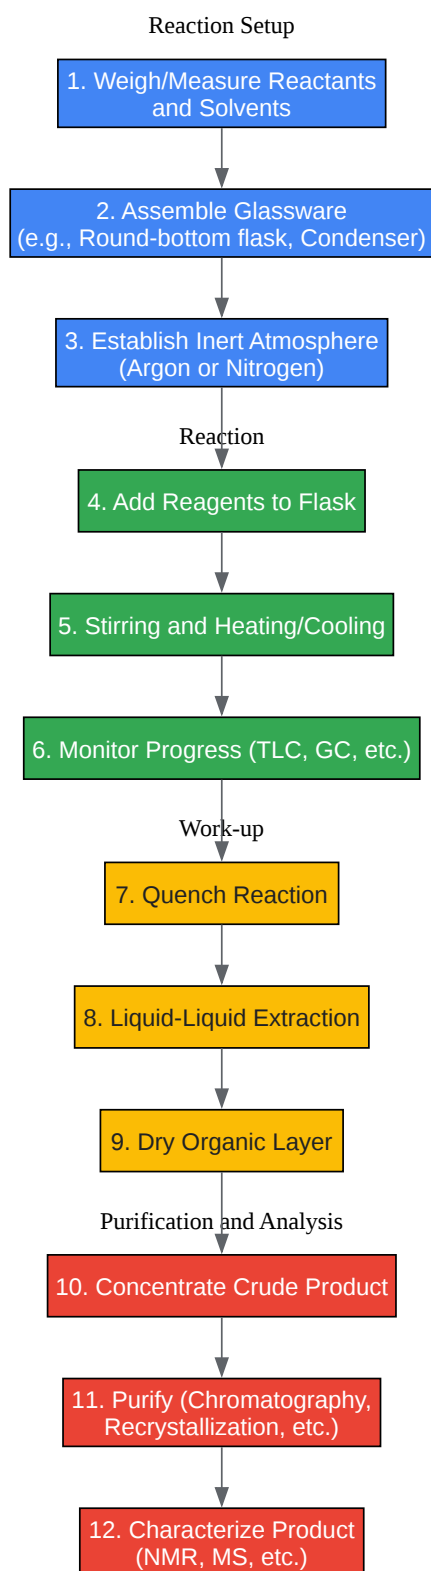 Reaction Setup
1. Weigh/Measure Reactants
and Solvents
2. Assemble Glassware
(e.g., Round-bottom flask, Condenser)
3. Establish Inert Atmosphere
(Argon or Nitrogen)
Reaction
4. Add Reagents to Flask
5. Stirring and Heating/Cooling
6. Monitor Progress (TLC, GC, etc.)
Work-up
7. Quench Reaction
8. Liquid-Liquid Extraction
9. Dry Organic Layer
Purification and Analysis
10. Concentrate Crude Product
11. Purify (Chromatography,
Recrystallization, etc.)
12. Characterize Product
(NMR, MS, etc.)